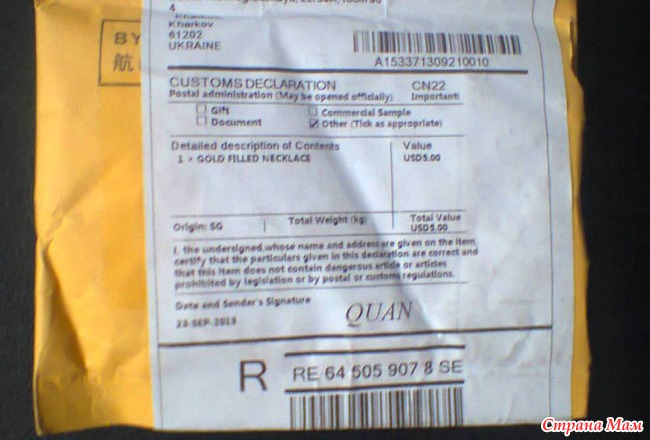 4
Kharkov
61202
UKRAINE
BY
航
A153371309210010
CUSTOMS DECLARATION CN22
Postal administration (May be opened officially) Important!
Gift Commercial Sample
Document Other (Tick as appropriate)
Detailed description of Contents Value
1 × GOLD FILLED NECKLACE USD5.00
Origin: SG Total Weight (kg) Total Value
USD5.00
I, the undersigned,whose name and address are given on the item,
certify that the particulars given in this declaration are correct and
that this item does not contain dangerous article or articles
prohibited by legislation or by postal or customs regulations.
Date and Sender's Signature
23-SEP-2013 QUAN
R RE 64 505 907 8 SE
Страна Мам